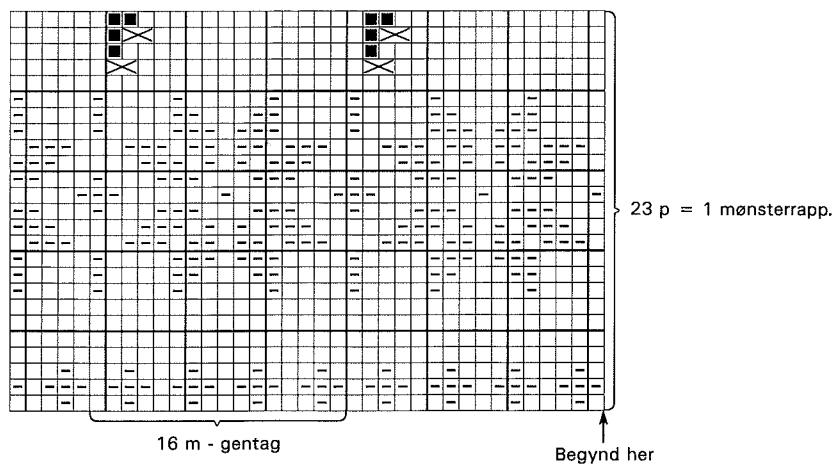 23 p = 1 mønsterrapp.
16 m - gentag
Begynd her